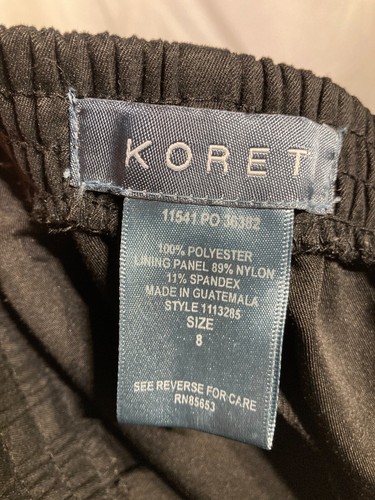 KORET
11541 PO 36382
100% POLYESTER
LINING PANEL 89% NYLON
11% SPANDEX
MADE IN GUATEMALA
STYLE 1113285
SIZE
8
SEE REVERSE FOR CARE
RN85653